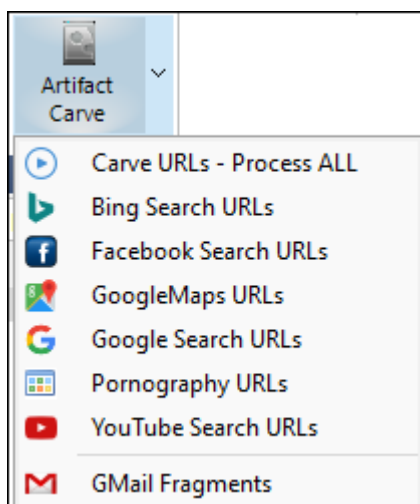 Artifact
Carve
Carve URLs - Process ALL
Bing Search URLs
Facebook Search URLs
GoogleMaps URLs
Google Search URLs
Pornography URLs
YouTube Search URLs
GMail Fragments